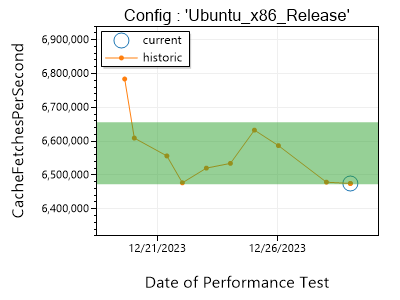 Config : 'Ubuntu_x86_Release'
current
historic
6,900,000
6,800,000
6,700,000
6,600,000
6,500,000
6,400,000
CacheFetchesPerSecond
12/21/2023 12/26/2023
Date of Performance Test